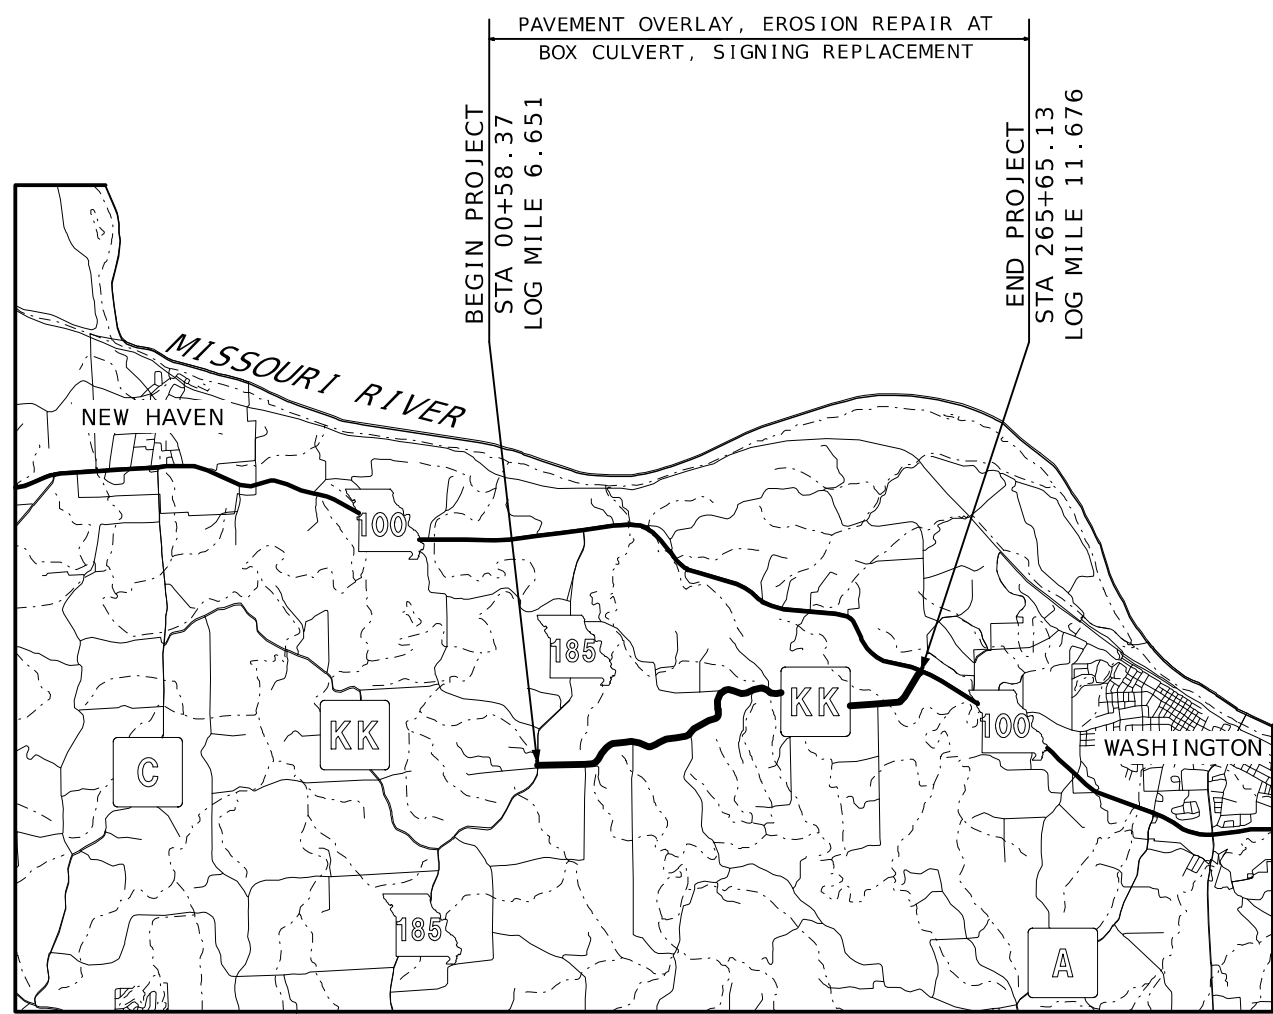 PAVEMENT OVERLAY, EROSION REPAIR AT
BOX CULVERT, SIGNING REPLACEMENT
BEGIN PROJECT
STA 00+58.37
LOG MILE 6.651
END PROJECT
STA 265+65.13
LOG MILE 11.676
MISSOURI RIVER
NEW HAVEN
100
185
KK
100
KK
WASHINGTON
C
185
A